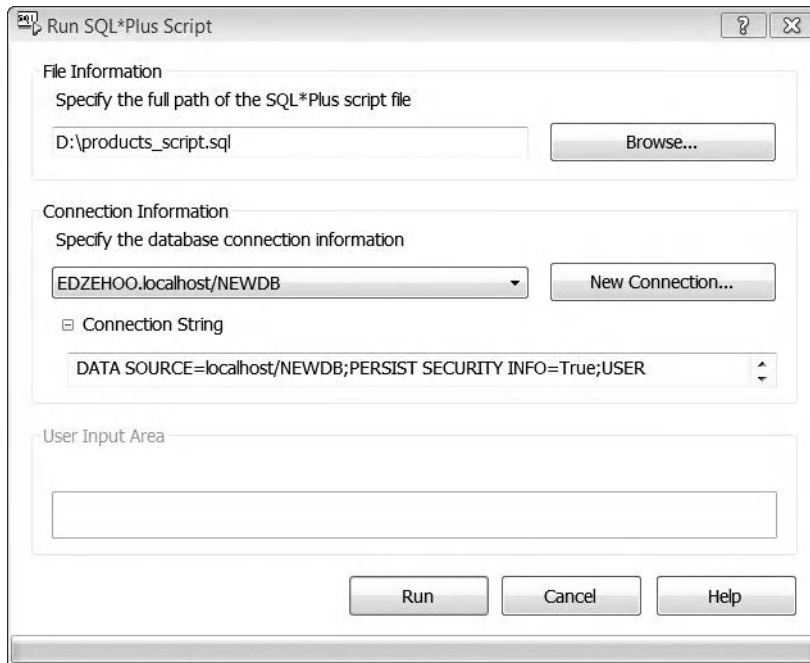 Run SQL*Plus Script
File Information
Specify the full path of the SQL*Plus script file
D:\products_script.sql
Browse...
Connection Information
Specify the database connection information
EDZEHOO.localhost/NEWDB
New Connection...
Connection String
DATA SOURCE=localhost/NEWDB;PERSIST SECURITY INFO=True;USER
User Input Area
Run
Cancel
Help